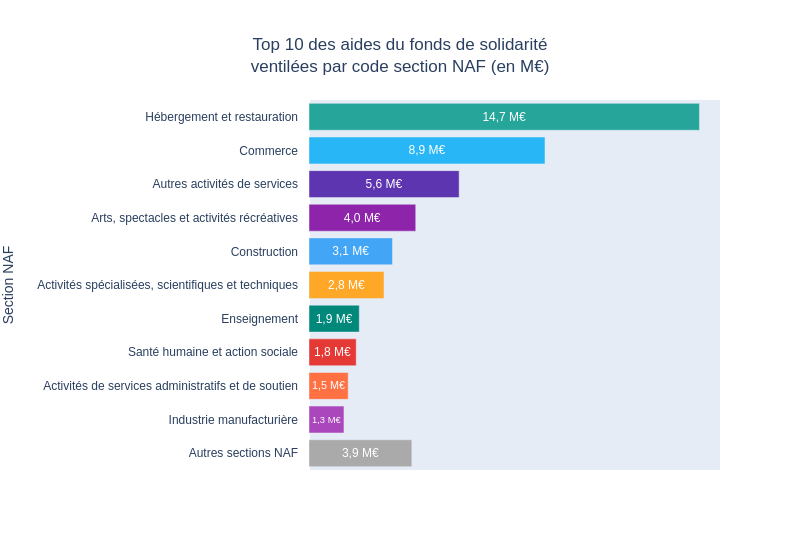 Top 10 des aides du fonds de solidarité
ventilées par code section NAF (en M€)
Section NAF
Hébergement et restauration 14,7 M€
Commerce 8,9 M€
Autres activités de services 5,6 M€
Arts, spectacles et activités récréatives 4,0 M€
Construction 3,1 M€
Activités spécialisées, scientifiques et techniques 2,8 M€
Enseignement 1,9 M€
Santé humaine et action sociale 1,8 M€
Activités de services administratifs et de soutien 1,5 M€
Industrie manufacturière 1,3 M€
Autres sections NAF 3,9 M€